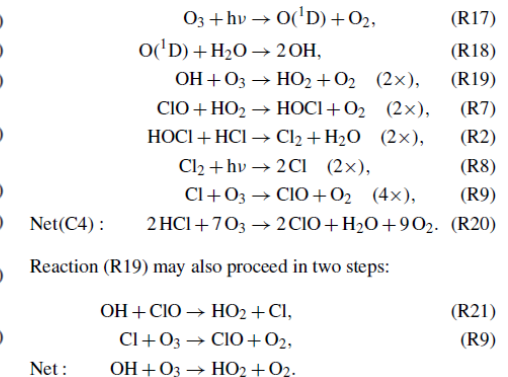 O₃ + hν → O(¹D) + O₂, (R17)
O(¹D) + H₂O → 2 OH, (R18)
OH + O₃ → HO₂ + O₂ (2×), (R19)
ClO + HO₂ → HOCl + O₂ (2×), (R7)
HOCl + HCl → Cl₂ + H₂O (2×), (R2)
Cl₂ + hν → 2 Cl (2×), (R8)
Cl + O₃ → ClO + O₂ (4×), (R9)
Net(C4) : 2 HCl + 7 O₃ → 2 ClO + H₂O + 9 O₂. (R20)
Reaction (R19) may also proceed in two steps:
OH + ClO → HO₂ + Cl, (R21)
Cl + O₃ → ClO + O₂, (R9)
Net : OH + O₃ → HO₂ + O₂.